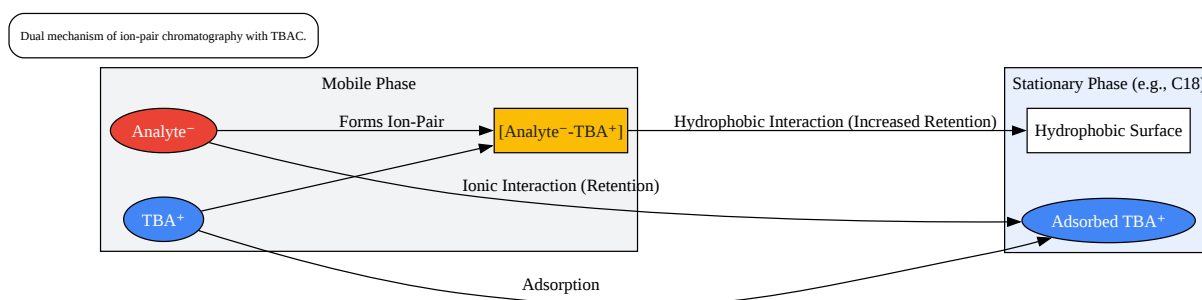 Dual mechanism of ion-pair chromatography with TBAC.
Mobile Phase
Stationary Phase (e.g., C18)
Analyte⁻
Forms Ion-Pair
[Analyte⁻-TBA⁺]
Hydrophobic Interaction (Increased Retention)
Hydrophobic Surface
Ionic Interaction (Retention)
TBA⁺
Adsorbed TBA⁺
Adsorption